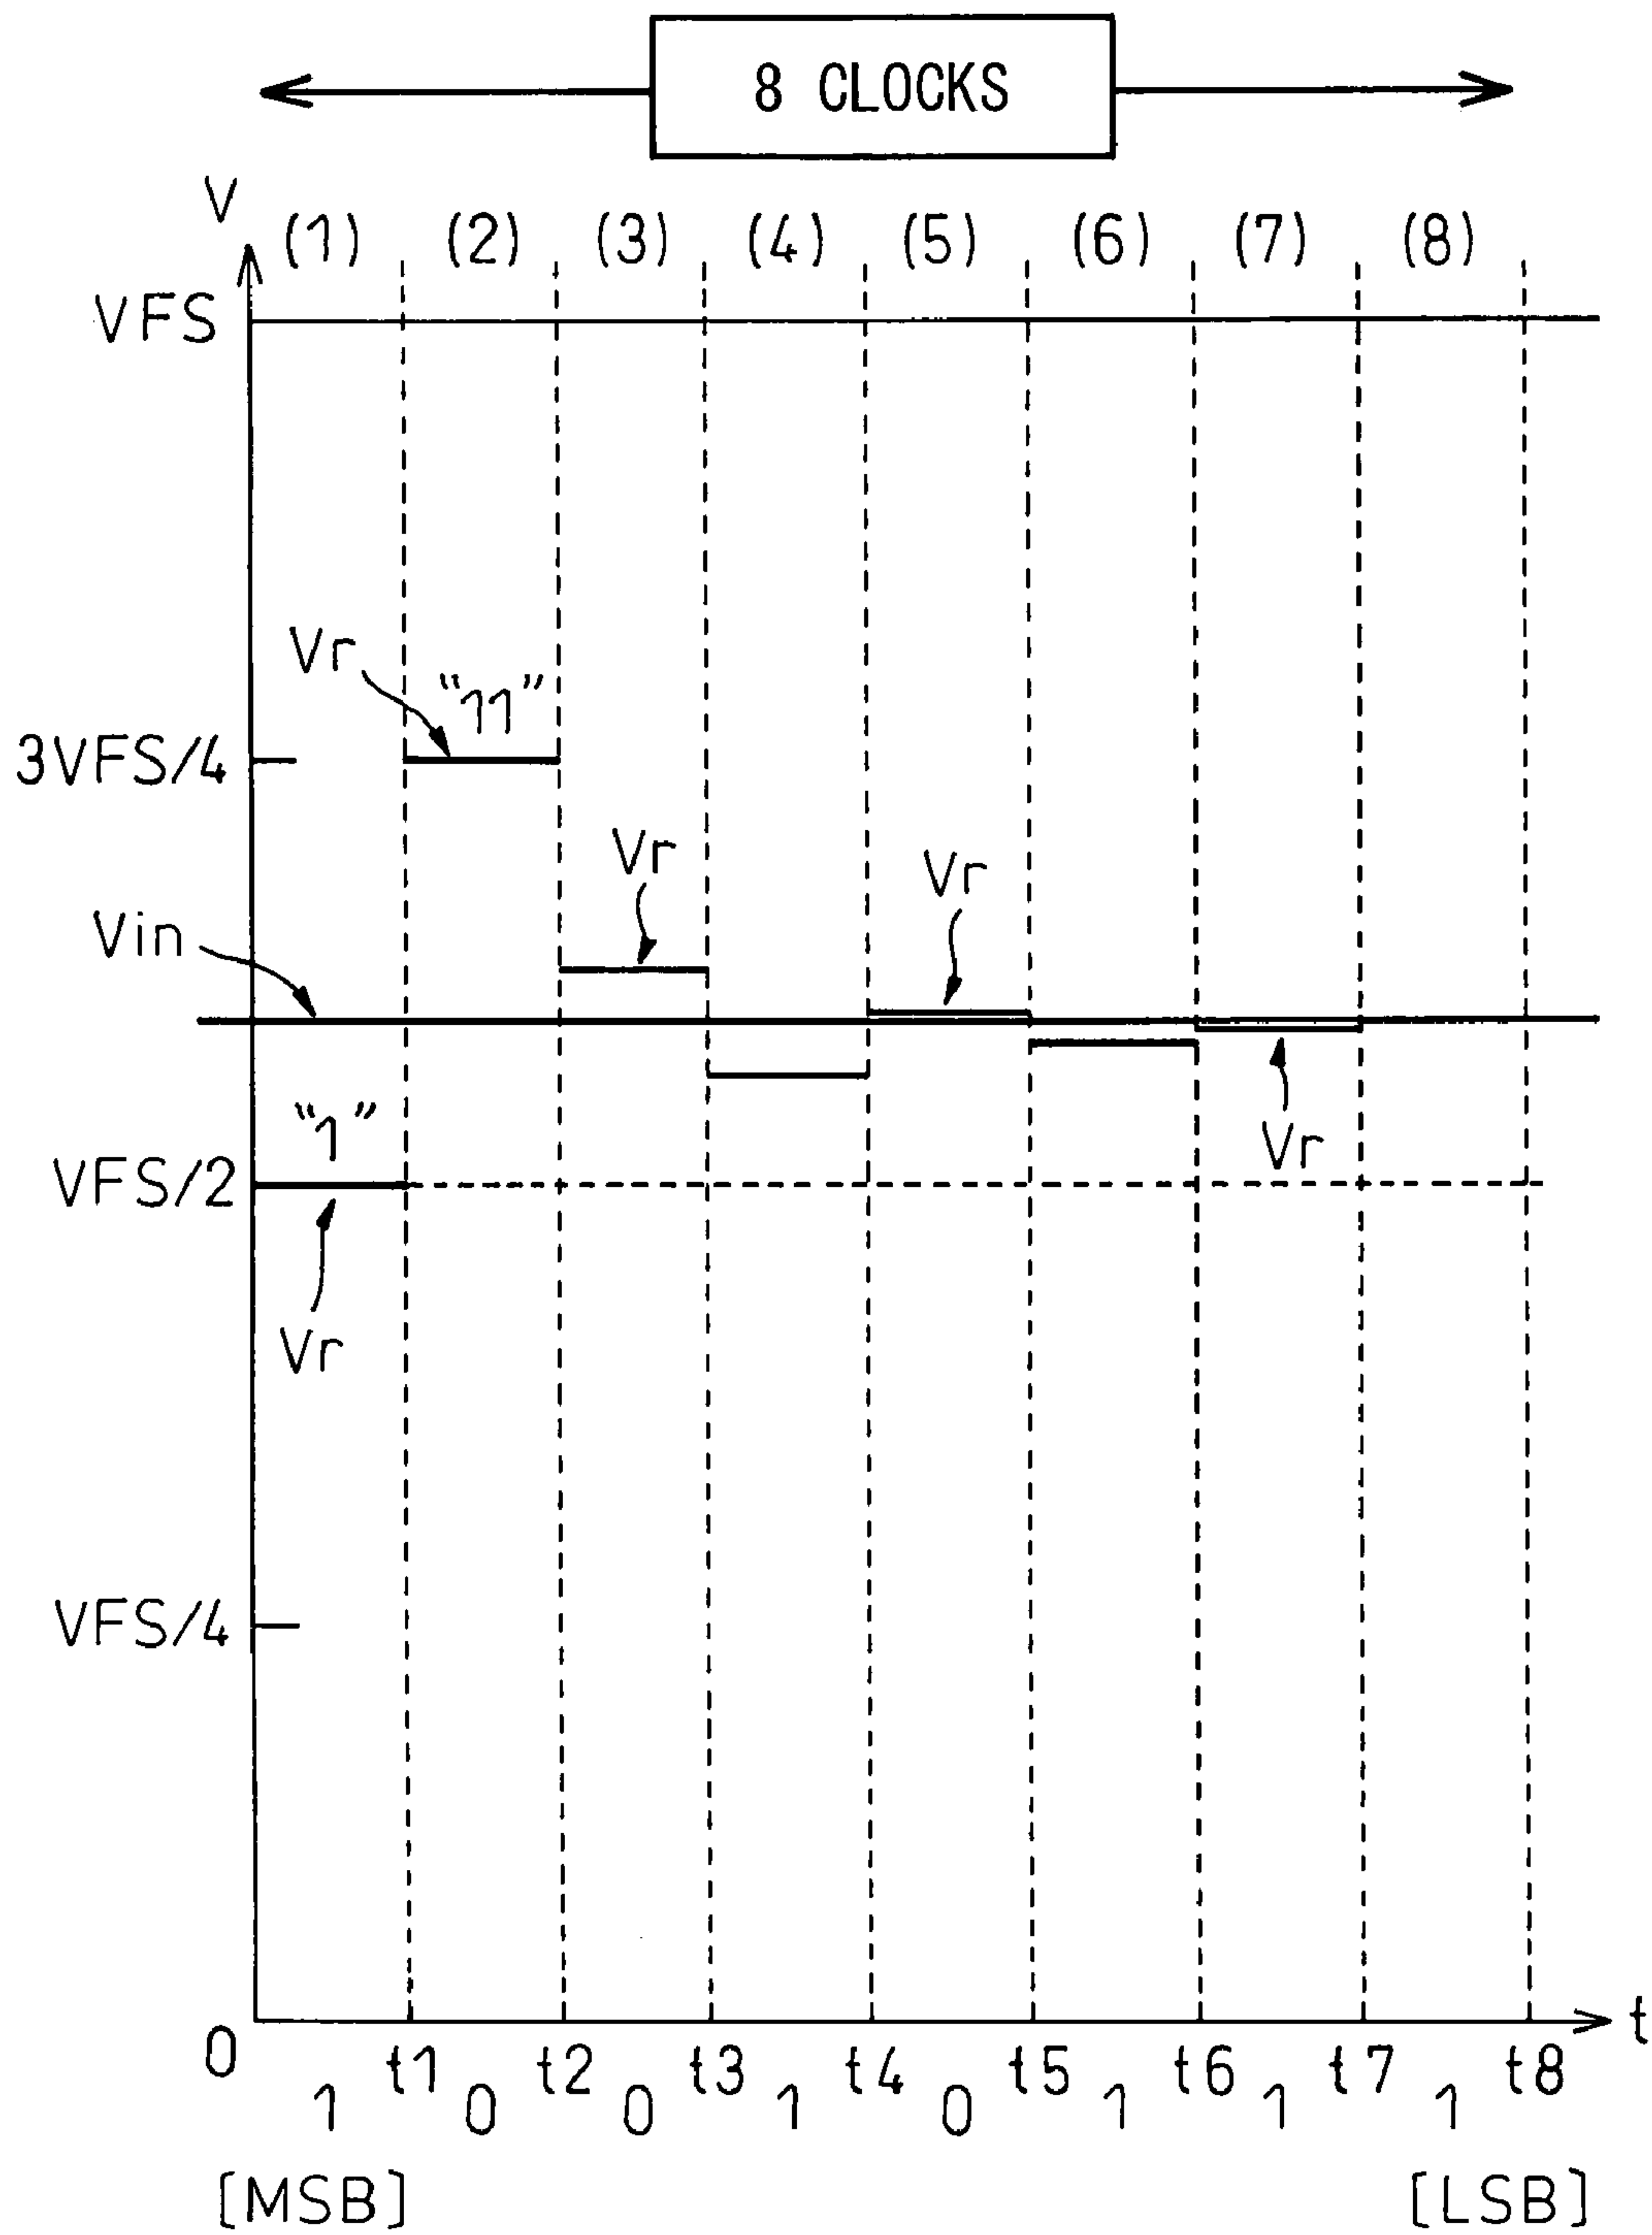 8 CLOCKS
V
(1) (2) (3) (4) (5) (6) (7) (8)
VFS
Vr
"11"
3VFS/4
Vr
Vr
Vin
"1"
Vr
VFS/2
Vr
VFS/4
0
t
t1 t2 t3 t4 t5 t6 t7 t8
1 0 0 1 0 1 1 1
[MSB] [LSB]